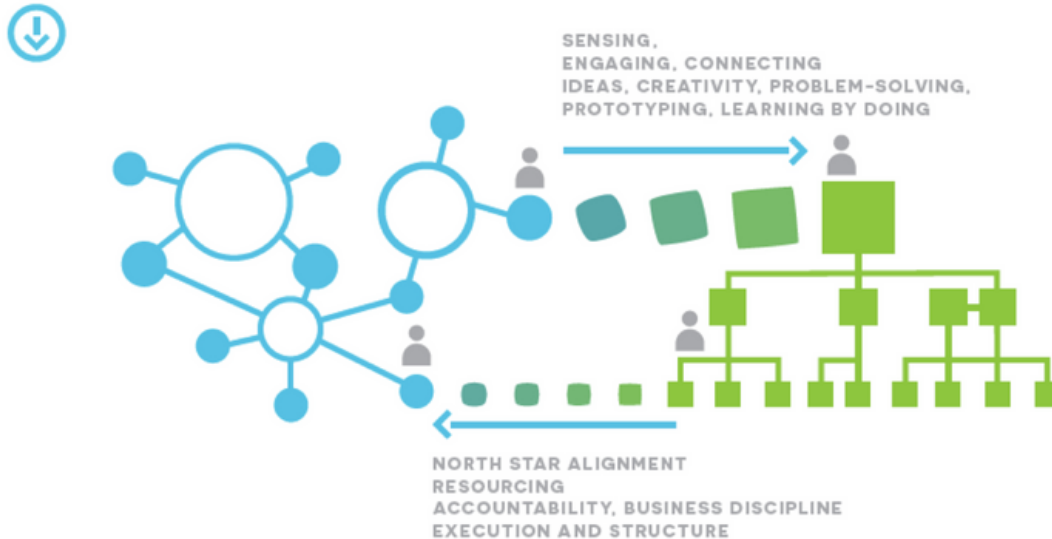 SENSING,
ENGAGING, CONNECTING
IDEAS, CREATIVITY, PROBLEM-SOLVING,
PROTOTYPING, LEARNING BY DOING
NORTH STAR ALIGNMENT
RESOURCING
ACCOUNTABILITY, BUSINESS DISCIPLINE
EXECUTION AND STRUCTURE